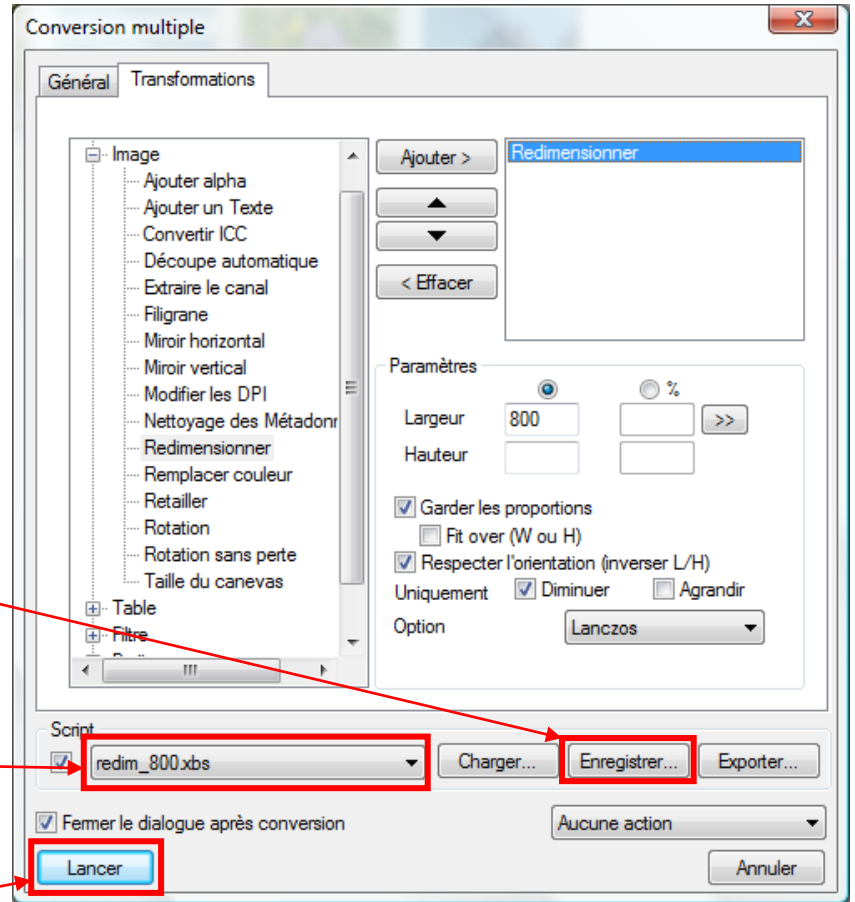 Conversion multiple
Général Transformations
Image
Ajouter alpha
Ajouter un Texte
Convertir ICC
Découpe automatique
Extraire le canal
Filigrane
Miroir horizontal
Miroir vertical
Modifier les DPI
Nettoyage des Métadonr
Redimensionner
Remplacer couleur
Retailler
Rotation
Rotation sans perte
Taille du canevas
Table
Filtre
Ajouter >
< Effacer
Redimensionner
Paramètres
%
Largeur 800 >>
Hauteur
Garder les proportions
Fit over (W ou H)
Respecter l'orientation (inverser L/H)
Uniquement Diminuer Agrandir
Option Lanczos
Script
redim_800.xbs Charger... Enregistrer... Exporter...
Fermer le dialogue après conversion Aucune action
Lancer Annuler